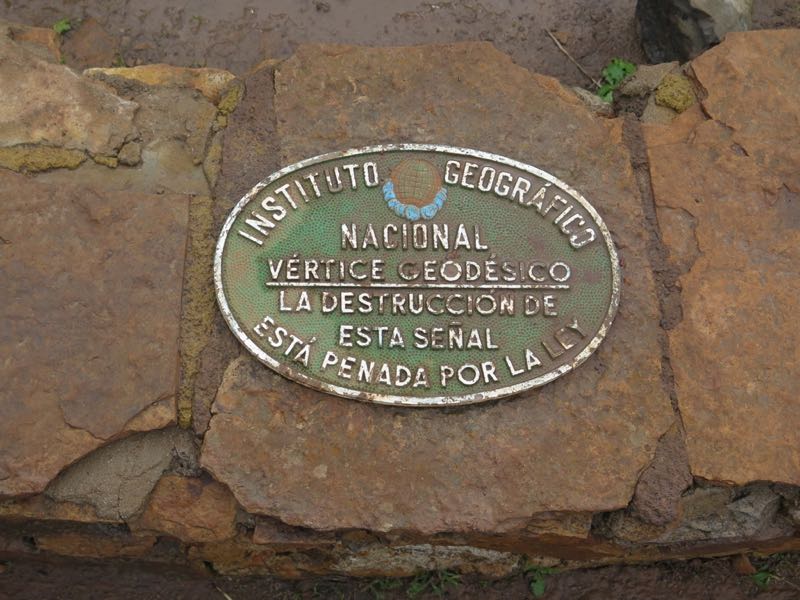 INSTITUTO GEOGRÁFICO
NACIONAL
VÉRTICE GEODÉSICO
LA DESTRUCCIÓN DE
ESTA SEÑAL
ESTÁ PENADA POR LA LEY